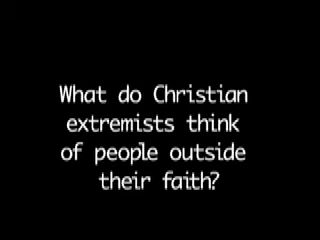 What do Christian
extremists think
of people outside
their faith?